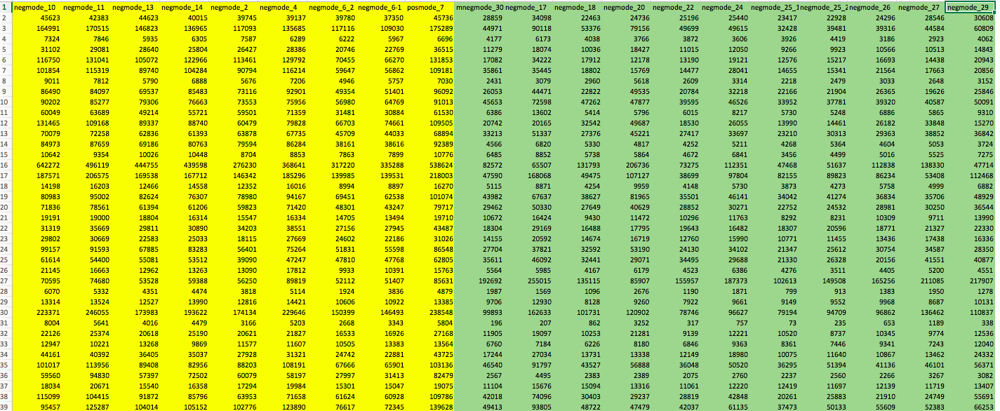 1 negmode_10 negmode_11 negmode_13 negmode_14 negmode_2 negmode_4 negmode_6_2 negmode_6-1 posmode_7 mnegmode_30 negmode_17 negmode_18 negmode_20 negmode_22 negmode_24 negmode_25_1 negmode_25_2 negmode_26 negmode_27 negmode_29
2 45623 42383 44623 40015 39745 39137 39780 37350 45736 28859 34098 22463 24736 25196 25440 23417 22928 24296 28546 30608
3 164991 170515 146823 136965 117093 135685 117116 109030 175289 44971 90118 53376 79156 49699 49615 32428 39481 39316 44584 60809
4 7324 7846 5935 6305 7587 6289 6222 5967 6696 4177 6173 4038 3766 3872 3606 3926 4419 3186 2923 4062
5 31102 29081 28640 25804 26427 28386 20746 22769 36515 11279 18074 10036 18427 11015 12050 9266 9923 10566 10513 14843
6 116750 131041 105072 122966 113461 129792 70455 66270 131853 17082 34222 17912 12178 13190 19121 12576 15217 16693 14438 20943
7 101854 115319 89740 104284 90794 116214 59647 56862 109181 35861 35445 18802 15769 14477 28041 14655 15341 21564 17663 20856
8 9011 7812 5790 6888 5676 7206 4946 5757 7030 2431 3079 2960 5618 2609 3314 2218 2479 3033 2648 3152
9 86490 84097 69537 85483 73116 92901 49354 51401 96092 26053 44471 22822 49535 20784 32218 22166 21904 26365 19626 25846
10 90202 85277 79306 76663 73553 75956 56980 64769 91013 45653 72598 47262 47877 39595 46526 33952 37781 39320 40587 50091
11 60049 63689 49214 55721 59501 71359 31481 30884 61530 6386 13602 5414 5796 6015 8217 5730 5248 6886 5865 9310
12 131465 109168 89337 88740 60479 79828 66703 74661 109505 20742 20165 32542 49687 18530 26055 13990 14461 26182 33848 15270
13 70079 72258 62836 61393 63878 67735 45709 44033 68894 33213 51337 27376 45221 27417 33697 23210 30313 29363 38852 36842
14 84973 87659 69186 80763 79594 86284 38161 38616 92389 4566 6820 5330 4817 4252 5211 4268 5364 4604 5053 3724
15 10642 9354 10026 10448 8704 8853 7863 7899 10776 6485 8852 5738 5864 4672 6841 3456 4499 5016 5525 7275
16 642272 496119 444755 439598 276230 368641 317220 335288 538624 82572 65507 131793 206736 73275 112351 47468 51637 112838 138330 47714
17 187571 206575 169538 167712 146342 185296 139985 139531 218003 47590 168068 49475 107127 38699 97804 82155 89823 86234 53408 112468
18 14198 16203 12466 14558 12352 16016 8994 8897 16270 5115 8871 4254 9959 4148 5730 3873 4273 5758 4999 6882
19 80983 95002 82624 76307 78980 94167 69451 62538 101074 43982 67637 38627 81965 35501 46141 34042 41274 36834 35706 48929
20 71836 78561 61394 61206 59823 71420 48301 43247 79717 29462 50330 27649 40629 28852 30271 22752 24532 28981 30250 36544
21 19191 19000 18804 16314 15547 16334 14705 13494 19710 10672 16424 9430 11472 10296 11763 8292 8231 10309 9711 13990
22 31319 35669 29811 30890 34203 38551 27156 27945 43487 18304 29169 16488 17795 19643 16482 18307 20596 18771 21327 22330
23 29802 30669 22583 25033 18115 27669 24602 22186 31026 14155 20592 14674 16719 12760 15990 10771 11455 13436 17438 16336
24 99157 91593 67885 83283 56401 75264 51831 55598 86548 27704 37821 32592 53190 24130 34102 21347 25612 30754 34587 28350
25 61614 54400 55081 53512 39090 47247 47810 47768 62805 35611 46092 32441 29071 34495 29688 21330 26328 20156 41551 40877
26 21145 16663 12962 13263 13090 17812 9933 10391 15763 5564 5985 4167 6179 4523 6386 4276 3511 4405 5200 4551
27 70595 74680 53528 59388 56250 89819 52112 51407 85631 192692 255015 135115 85907 155957 187373 102613 149508 165256 211085 217907
28 6070 5332 4351 4474 3818 5114 1924 3836 4879 1987 1569 1096 2676 1190 1871 799 913 1383 1950 1278
29 13314 13524 12527 13990 12816 14421 10606 10922 13385 9706 12930 8128 9260 7922 9661 9149 9552 9968 8687 10131
30 223371 246055 173983 193622 174134 229646 150399 146493 238548 99893 162633 101731 120902 78746 96627 79194 94709 96862 136462 110837
31 8004 5641 4016 4479 3166 5203 2668 3343 5804 196 207 862 3252 317 757 73 235 653 1189 338
32 22126 25374 20618 25190 20621 21827 16533 16926 27168 11905 19097 10253 21281 9139 12221 10520 8737 10345 9774 12536
33 12947 10221 13268 9869 11577 11607 10505 13383 13564 6760 7184 6226 8180 6846 9363 8361 7446 9341 7243 12040
34 44161 40392 36405 35037 27928 31321 24742 22881 43725 17244 27034 13731 13338 12149 18980 10075 11640 10867 13462 24332
35 101017 113956 89408 82956 88203 108191 67666 65901 103136 46540 91797 43527 56888 36048 50520 36295 51394 41136 46101 56371
36 59560 94830 57397 72502 60079 58197 27997 31413 82479 2567 4495 2383 2389 2075 2760 2237 2560 2266 3267 3082
37 18034 20671 15540 16358 17294 19984 15301 15047 19075 11104 15676 15094 13316 11061 12220 12419 11697 12139 11719 13407
38 115099 104415 91872 85796 63953 71658 61624 60928 109786 42018 74096 30403 29237 28819 42848 20261 25883 21910 24749 55691
39 95457 125287 104014 105152 102776 123890 76617 72345 139628 49413 93805 48722 47479 42037 61135 37473 50133 55609 52383 66251